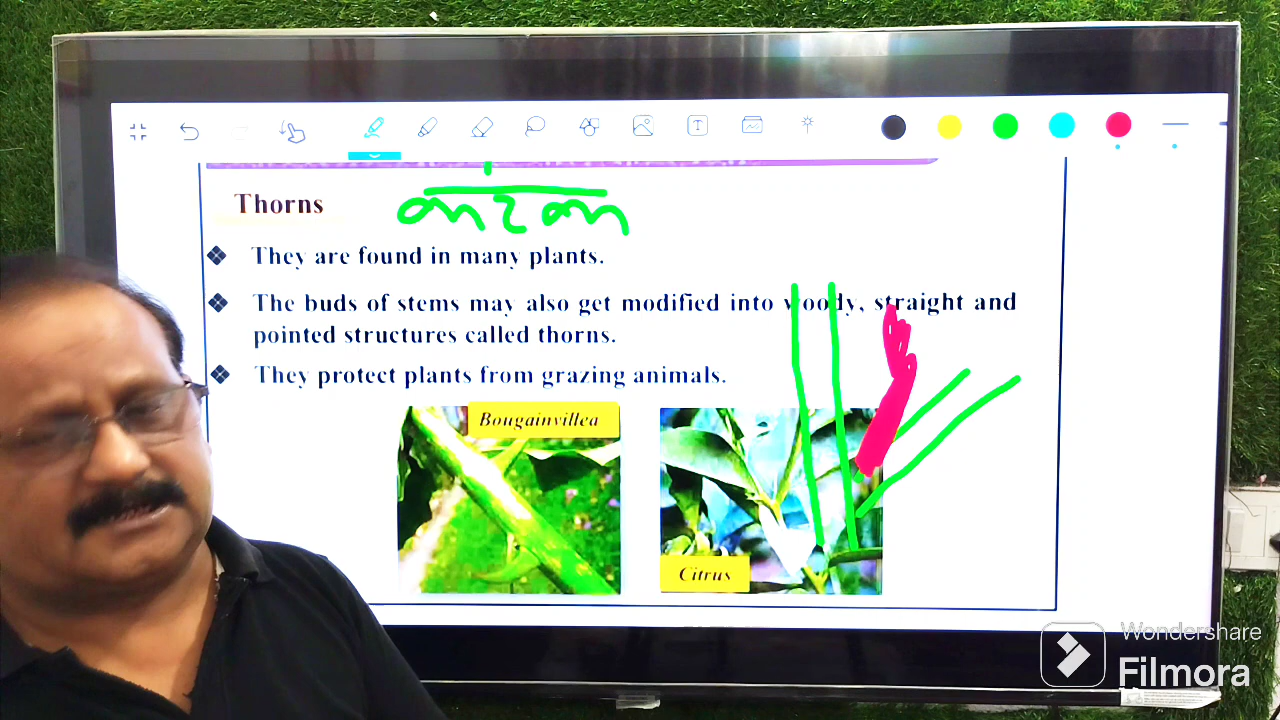 Thorns
They are found in many plants.
The buds of stems may also get modified into woody, straight and
pointed structures called thorns.
They protect plants from grazing animals.
Bougainvillea
Citrus
Wondershare
Filmora